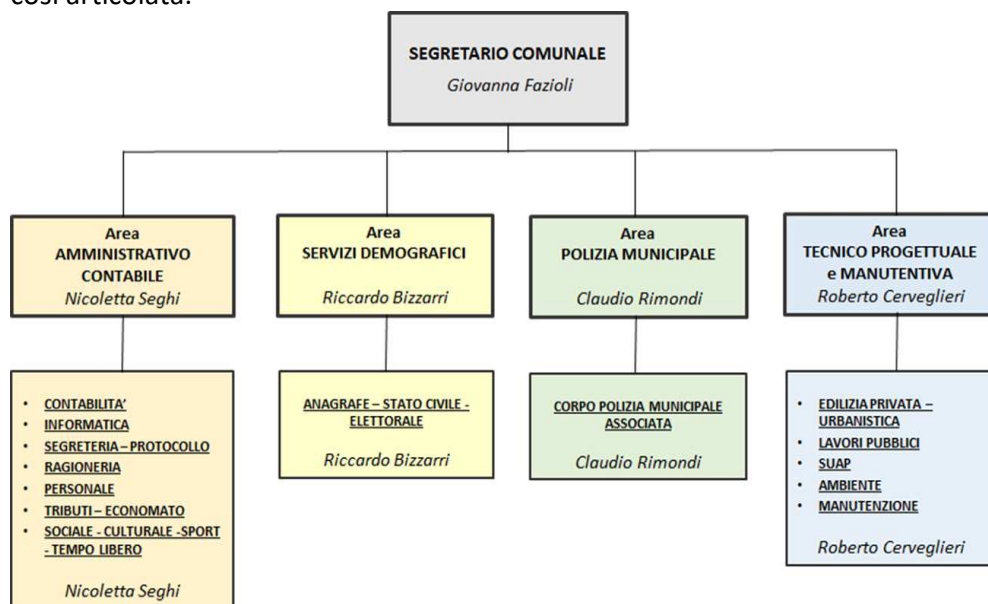 così articolata:
SEGRETARIO COMUNALE
Giovanna Fazioli
Area
AMMINISTRATIVO
CONTABILE
Nicoletta Seghi
Area
SERVIZI DEMOGRAFICI
Riccardo Bizzarri
Area
POLIZIA MUNICIPALE
Claudio Rimondi
Area
TECNICO PROGETTUALE
e MANUTENTIVA
Roberto Cerveglieri
• CONTABILITA’
• INFORMATICA
• SEGRETERIA – PROTOCOLLO
• RAGIONERIA
• PERSONALE
• TRIBUTI – ECONOMATO
• SOCIALE - CULTURALE -SPORT
- TEMPO LIBERO
Nicoletta Seghi
ANAGRAFE – STATO CIVILE -
ELETTORALE
Riccardo Bizzarri
CORPO POLIZIA MUNICIPALE
ASSOCIATA
Claudio Rimondi
• EDILIZIA PRIVATA –
URBANISTICA
• LAVORI PUBBLICI
• SUAP
• AMBIENTE
• MANUTENZIONE
Roberto Cerveglieri